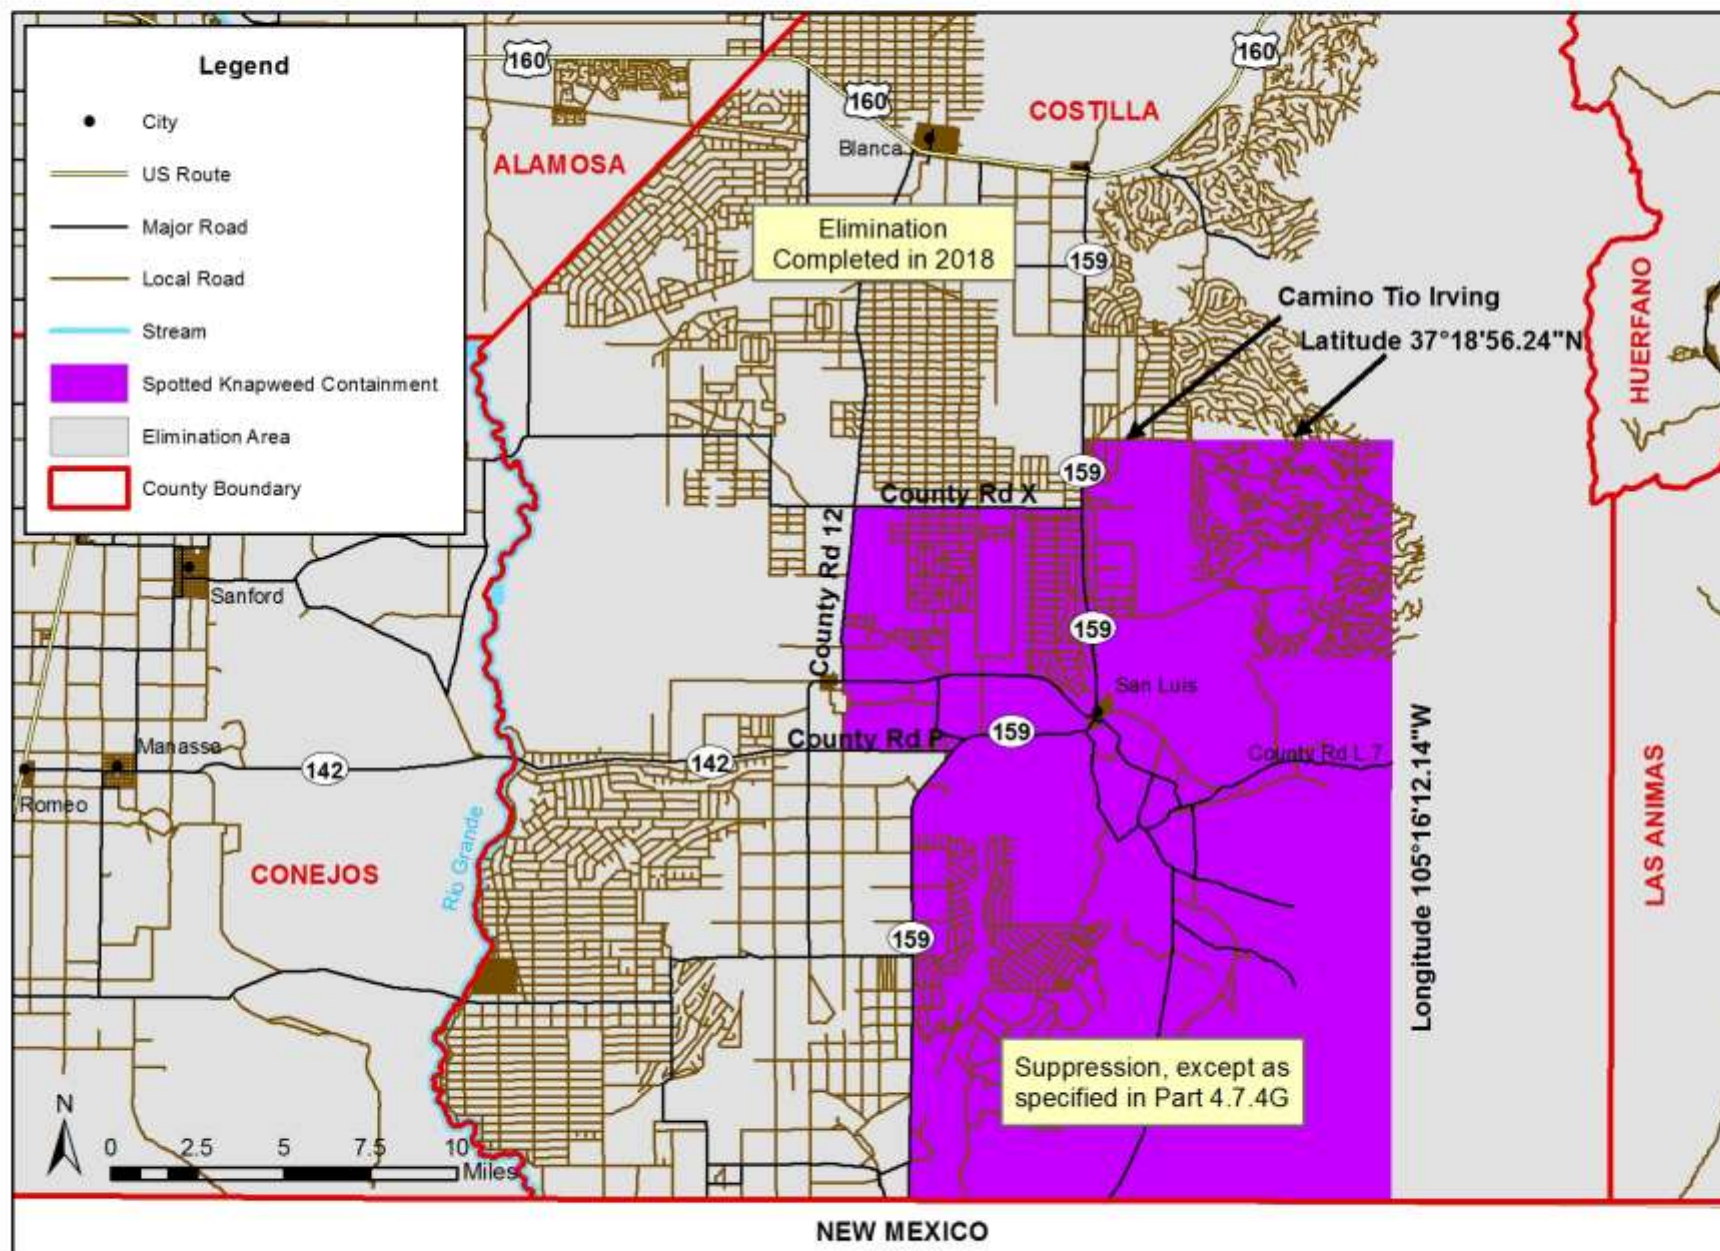 Legend
City
US Route
Major Road
Local Road
Stream
Spotted Knapweed Containment
Elimination Area
County Boundary
160
160
160
COSTILLA
ALAMOSA
Blanca
Elimination
Completed in 2018
159
Camino Tio Irving
Latitude 37°18'56.24"N
HUERFANO
159
County Rd X
County Rd 12
Sanford
159
San Luis
159
County Rd P
County Rd L 7
Manassa
142
142
Romeo
Rio Grande
CONEJOS
LAS ANIMAS
Longitude 105°16'12.14"W
159
Suppression, except as
specified in Part 4.7.4G
N
0 2.5 5 7.5 10
Miles
NEW MEXICO